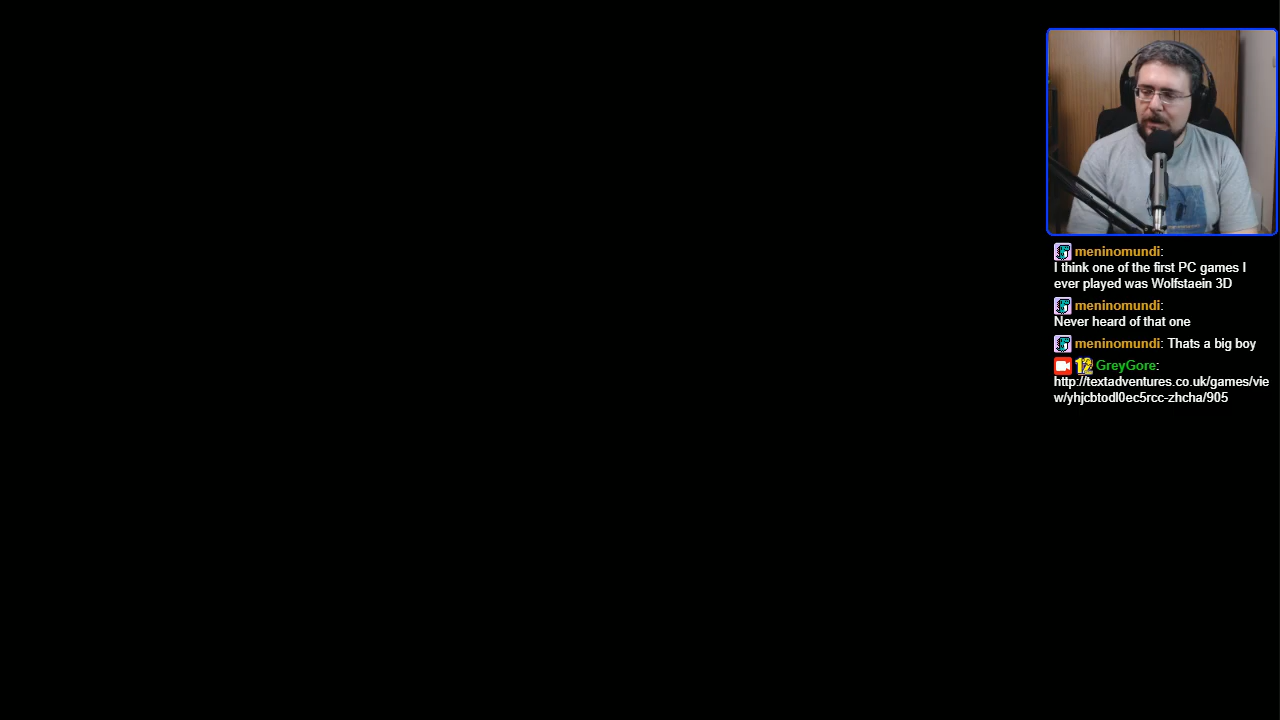 meninomundi:
I think one of the first PC games I
ever played was Wolfstaein 3D
meninomundi:
Never heard of that one
meninomundi: Thats a big boy
12 GreyGore:
http://textadventures.co.uk/games/vie
w/yhjcbtodl0ec5rcc-zhcha/905